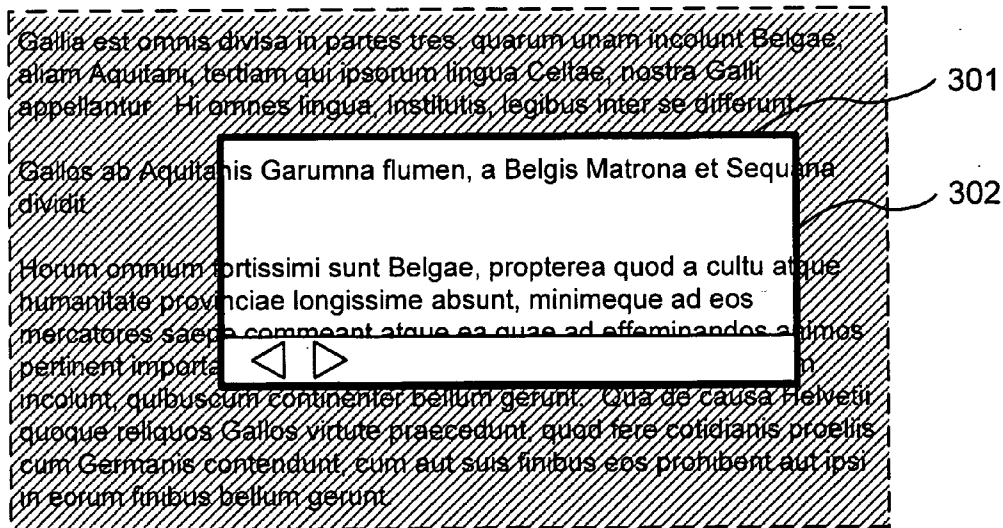 Gallia est omnis divisa in partes tres, quarum unam incolunt Belgae,
aliam Aquitani, tertiam qui ipsorum lingua Celtae, nostra Galli
appellantur. Hi omnes lingua, institutis, legibus inter se differunt.
301
Gallos ab Aquitanis Garumna flumen, a Belgis Matrona et Sequana
dividit.
302
Horum omnium fortissimi sunt Belgae, propterea quod a cultu atque
humanitate provinciae longissime absunt, minimeque ad eos
mercatores saepe commeant atque ea quae ad effeminandos animos
pertinent importa
incolunt, quibuscum continenter bellum gerunt. Qua de causa Helvetii
quoque reliquos Gallos virtute praecedunt, quod fere cotidianis proeliis
cum Germanis contendunt, cum aut suis finibus eos prohibent aut ipsi
in eorum finibus bellum gerunt.